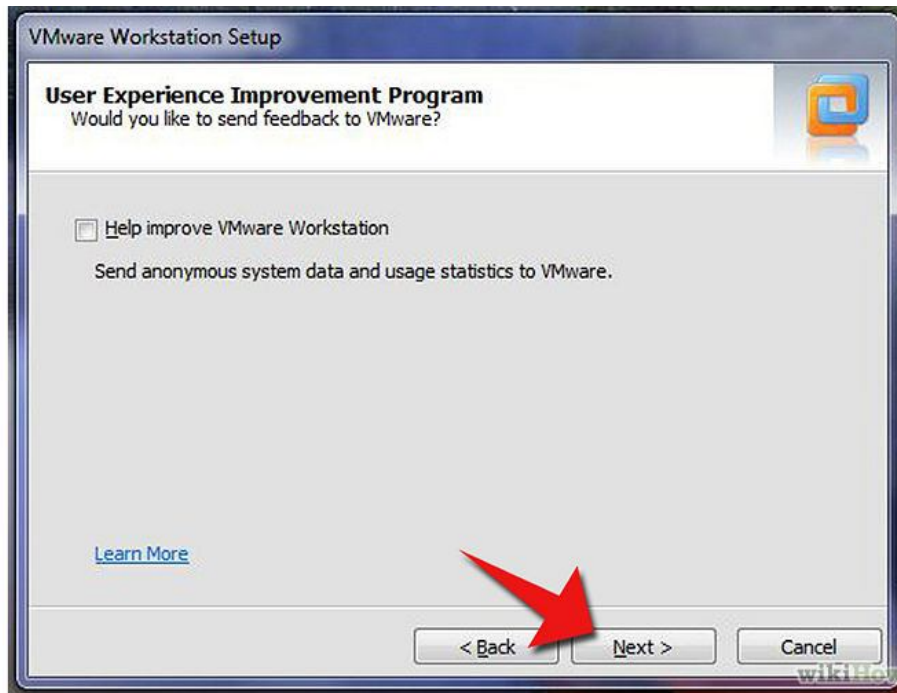 VMware Workstation Setup
User Experience Improvement Program
Would you like to send feedback to VMware?
Help improve VMware Workstation
Send anonymous system data and usage statistics to VMware.
Learn More
< Back
Next >
Cancel
wikiHow